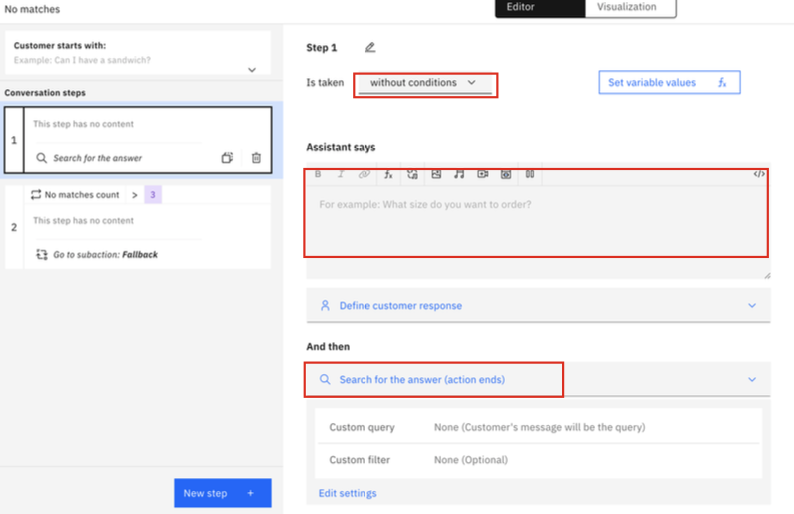 No matches
Editor
Visualization
Customer starts with:
Example: Can I have a sandwich?
Conversation steps
1
This step has no content
Search for the answer
2
No matches count > 3
This step has no content
Go to subaction: Fallback
New step +
Step 1
Is taken
without conditions
Set variable values fx
Assistant says
B I fx </>
For example: What size do you want to order?
Define customer response
And then
Search for the answer (action ends)
Custom query None (Customer's message will be the query)
Custom filter None (Optional)
Edit settings